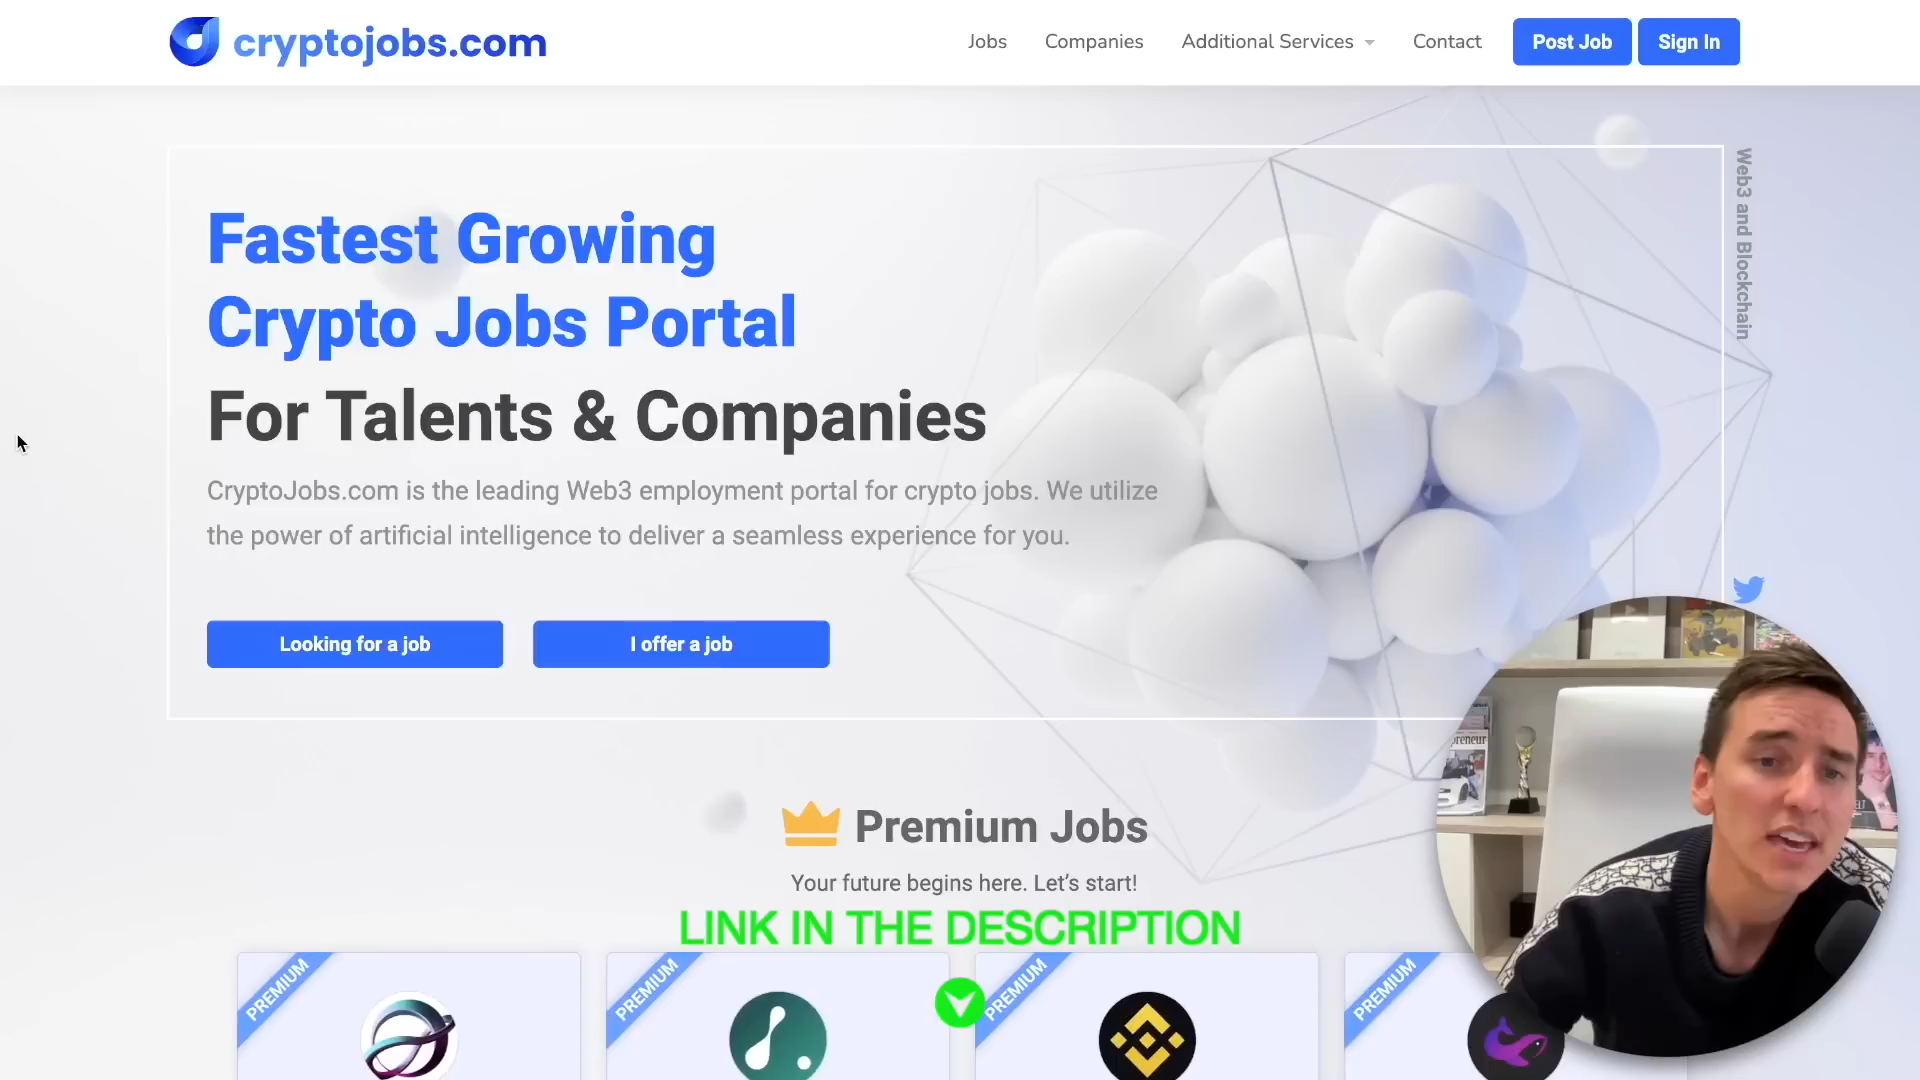 cryptojobs.com
Jobs
Companies
Additional Services
Contact
Post Job
Sign In
Web3 and Blockchain
Fastest Growing
Crypto Jobs Portal
For Talents & Companies
CryptoJobs.com is the leading Web3 employment portal for crypto jobs. We utilize
the power of artificial intelligence to deliver a seamless experience for you.
Looking for a job
I offer a job
Premium Jobs
Your future begins here. Let's start!
LINK IN THE DESCRIPTION
PREMIUM
PREMIUM
PREMIUM
PREMIUM